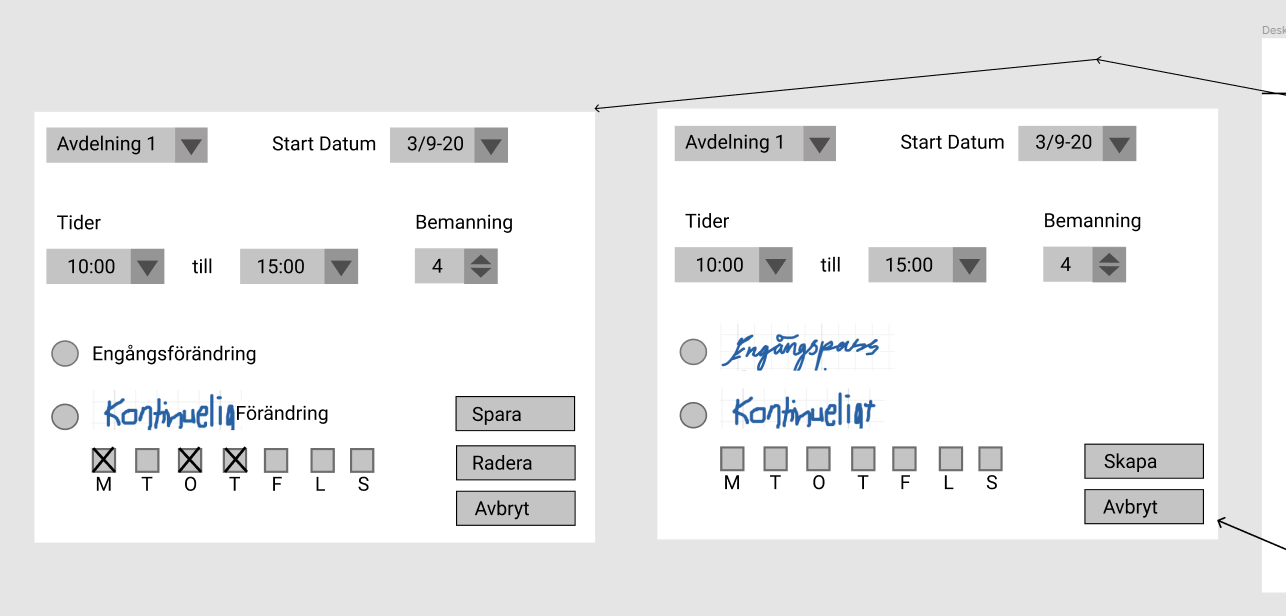 Desk
Avdelning 1
Start Datum
3/9-20
Tider
Bemanning
10:00
till
15:00
4
Engångsförändring
Kontinuelig Förändring
M T O T F L S
Spara
Radera
Avbryt
Avdelning 1
Start Datum
3/9-20
Tider
Bemanning
10:00
till
15:00
4
Engångspass
Kontinueligt
M T O T F L S
Skapa
Avbryt